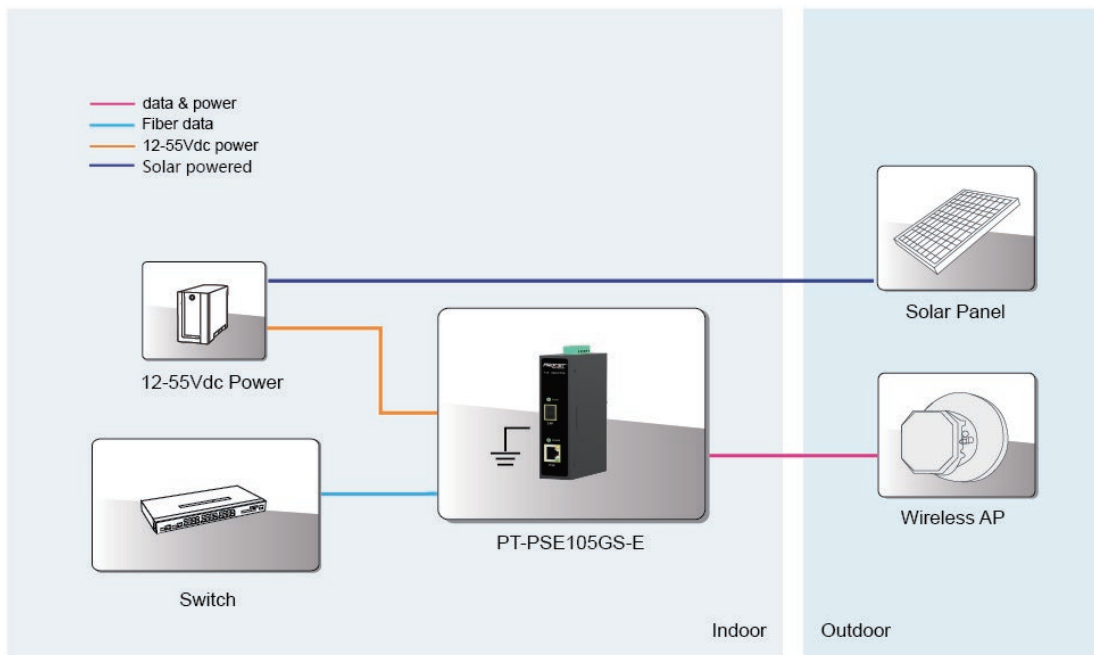 data & power
Fiber data
12-55Vdc power
Solar powered
Solar Panel
12-55Vdc Power
PT-PSE105GS-E
Wireless AP
Switch
Indoor
Outdoor